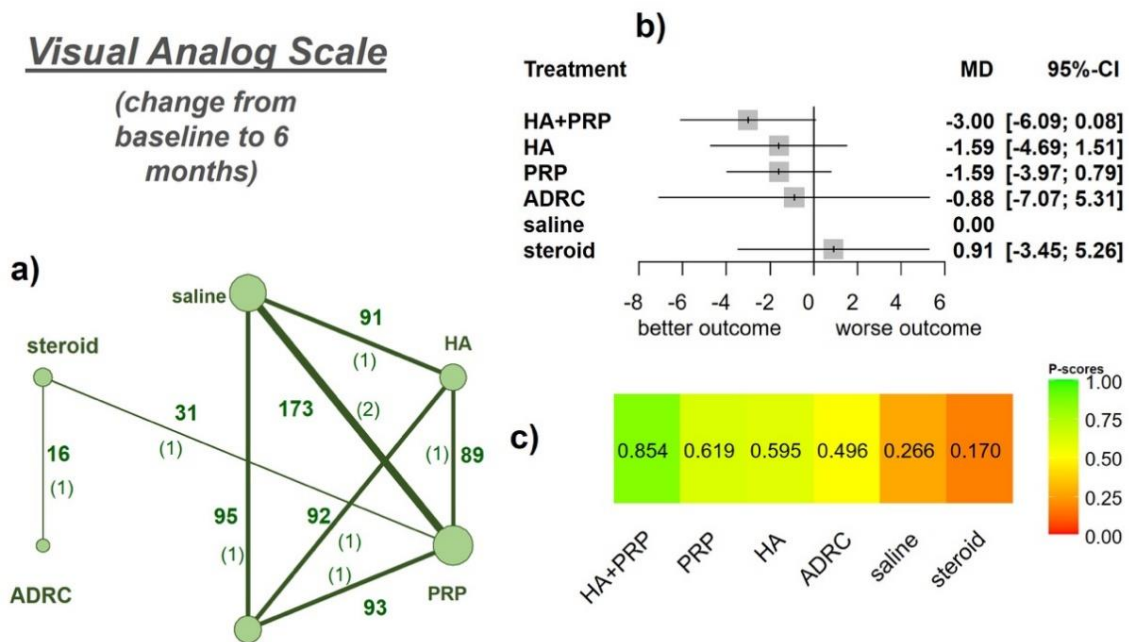 Visual Analog Scale
(change from
baseline to 6
months)
a)
saline
steroid
HA
91
(1)
31
(1)
173
(2)
16
(1)
(1)
89
95
(1)
92
(1)
(1)
93
ADRC
PRP
b)
Treatment MD 95%-CI
HA+PRP -3.00 [-6.09; 0.08]
HA -1.59 [-4.69; 1.51]
PRP -1.59 [-3.97; 0.79]
ADRC -0.88 [-7.07; 5.31]
saline 0.00
steroid 0.91 [-3.45; 5.26]
-8 -6 -4 -2 0 2 4 6
better outcome worse outcome
c)
P-scores
1.00
0.75
0.50
0.25
0.00
0.854 0.619 0.595 0.496 0.266 0.170
HA+PRP PRP HA ADRC saline steroid